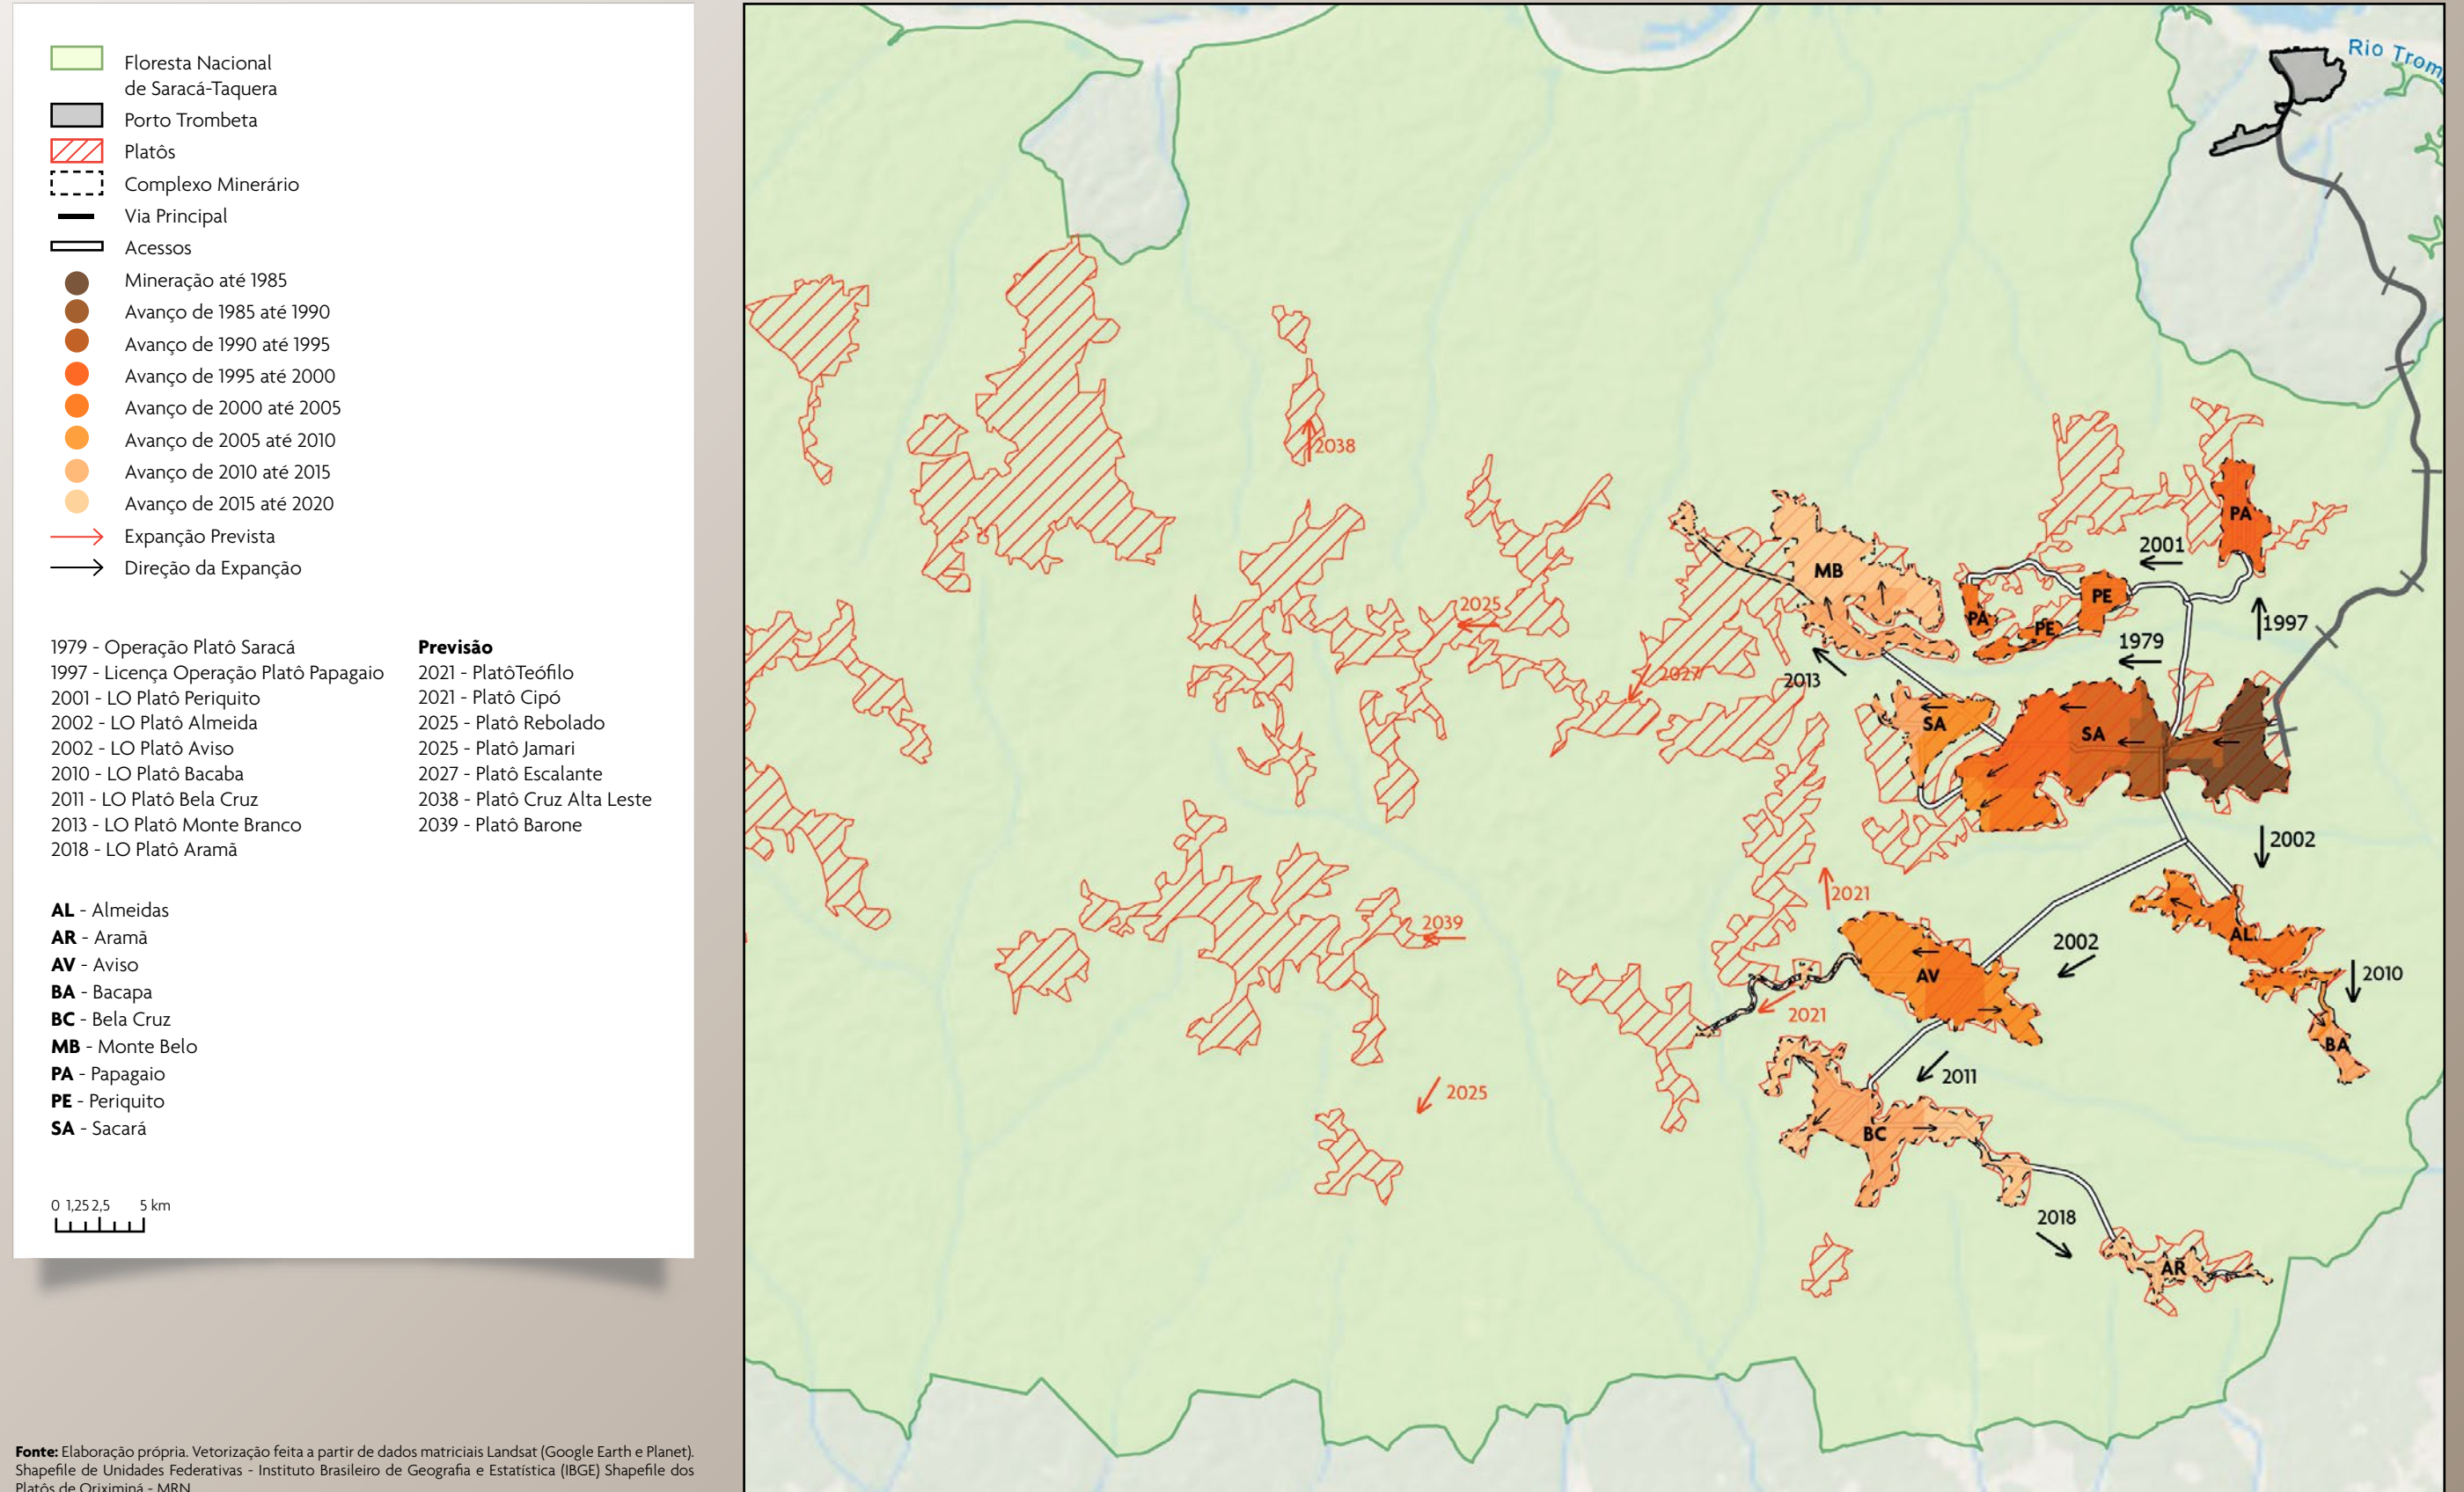 Floresta Nacional
de Saracá-Taquera
Porto Trombeta
Platôs
Complexo Minerário
Via Principal
Acessos
Mineração até 1985
Avanço de 1985 até 1990
Avanço de 1990 até 1995
Avanço de 1995 até 2000
Avanço de 2000 até 2005
Avanço de 2005 até 2010
Avanço de 2010 até 2015
Avanço de 2015 até 2020
Expanção Prevista
Direção da Expansão
1979 - Operação Platô Saracá
1997 - Licença Operação Platô Papagaio
2001 - LO Platô Periquito
2002 - LO Platô Almeida
2002 - LO Platô Aviso
2010 - LO Platô Bacaba
2011 - LO Platô Bela Cruz
2013 - LO Platô Monte Branco
2018 - LO Platô Aramã
Previsão
2021 - PlatôTeófilo
2021 - Platô Cipó
2025 - Platô Rebolado
2025 - Platô Jamari
2027 - Platô Escalante
2038 - Platô Cruz Alta Leste
2039 - Platô Barone
AL - Almeidas
AR - Aramã
AV - Aviso
BA - Bacapa
BC - Bela Cruz
MB - Monte Belo
PA - Papagaio
PE - Periquito
SA - Sacará
0 1,25 2,5 5 km
Fonte: Elaboração própria. Vetorização feita a partir de dados matriciais Landsat (Google Earth e Planet).
Shapefile de Unidades Federativas - Instituto Brasileiro de Geografia e Estatística (IBGE) Shapefile dos
Platôs de Oriximiná - MRN
Rio Trom
2038
PA
2001
MB
PE
2025
PA
PE
1997
1979
2027
2013
SA
SA
2002
2021
2039
AL
2002
AV
2010
2021
BA
2011
2025
BC
2018
AR